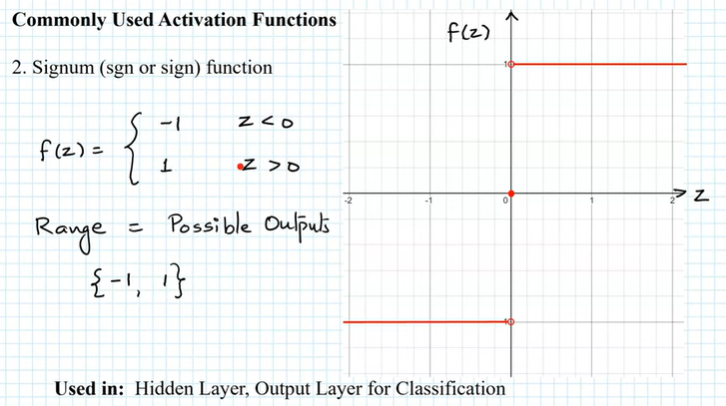 Commonly Used Activation Functions
2. Signum (sgn or sign) function
f(z) = { -1 z < 0
1 z > 0
Range = Possible Outputs
{-1, 1}
Used in: Hidden Layer, Output Layer for Classification
f(z)
1
-2 -1 0 1 2 z
-1